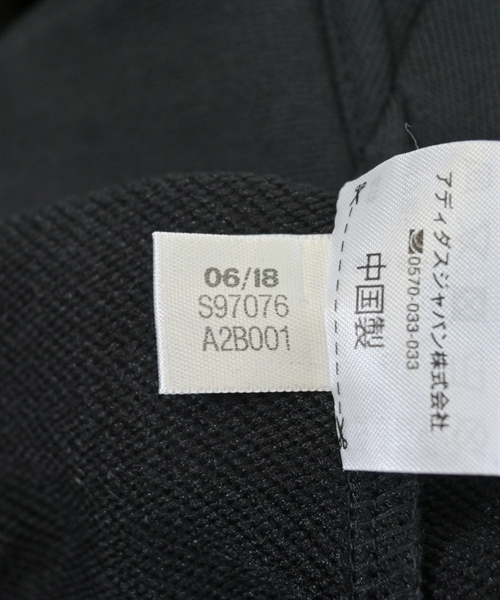 06/18
S97076
A2B001
アディダスジャパン株式会社
0570-033-033
中国製